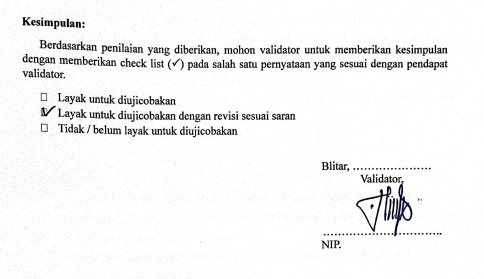 Kesimpulan:
Berdasarkan penilaian yang diberikan, mohon validator untuk memberikan kesimpulan
dengan memberikan check list (✓) pada salah satu pernyataan yang sesuai dengan pendapat
validator.
☐ Layak untuk diujicobakan
☑ Layak untuk diujicobakan dengan revisi sesuai saran
☐ Tidak / belum layak untuk diujicobakan
Blitar, ......................
Validator,
.................................
NIP.